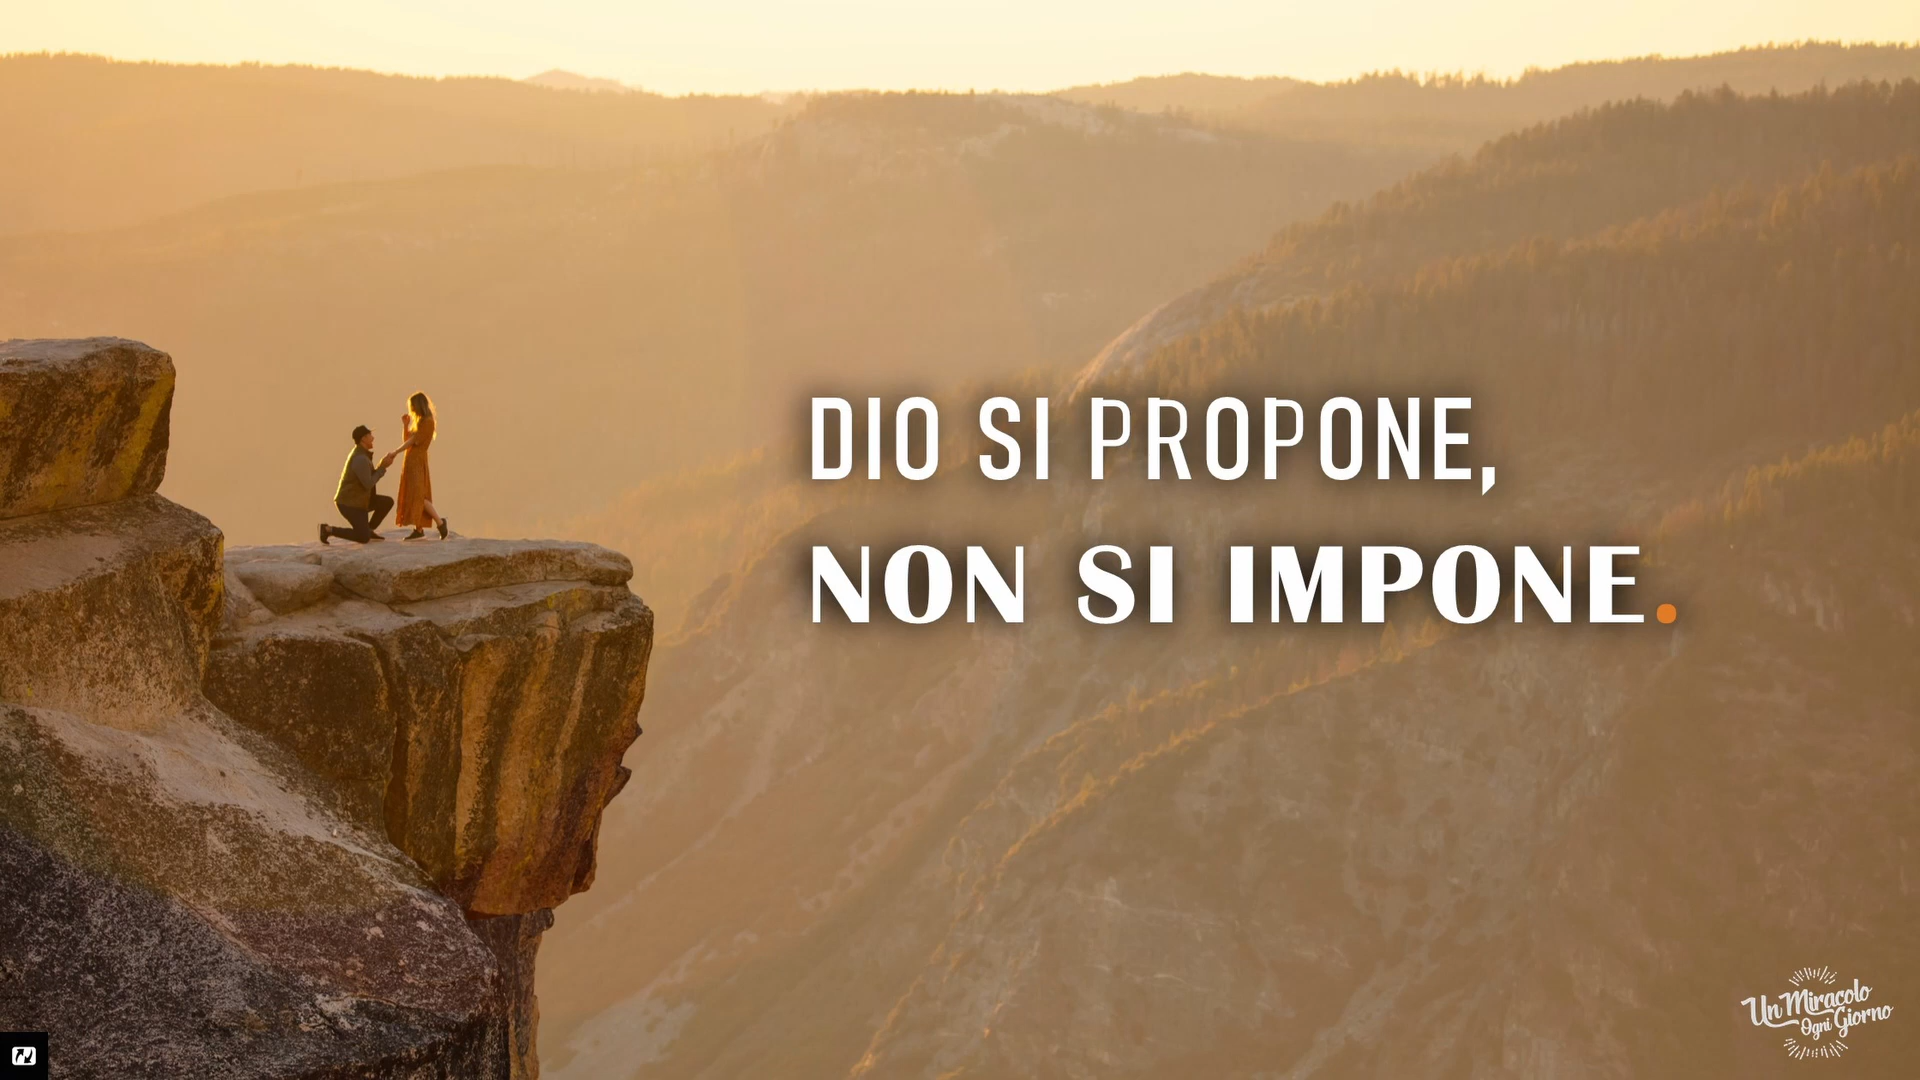 DIO SI PROPONE,
NON SI IMPONE.
Un Miracolo
Ogni Giorno